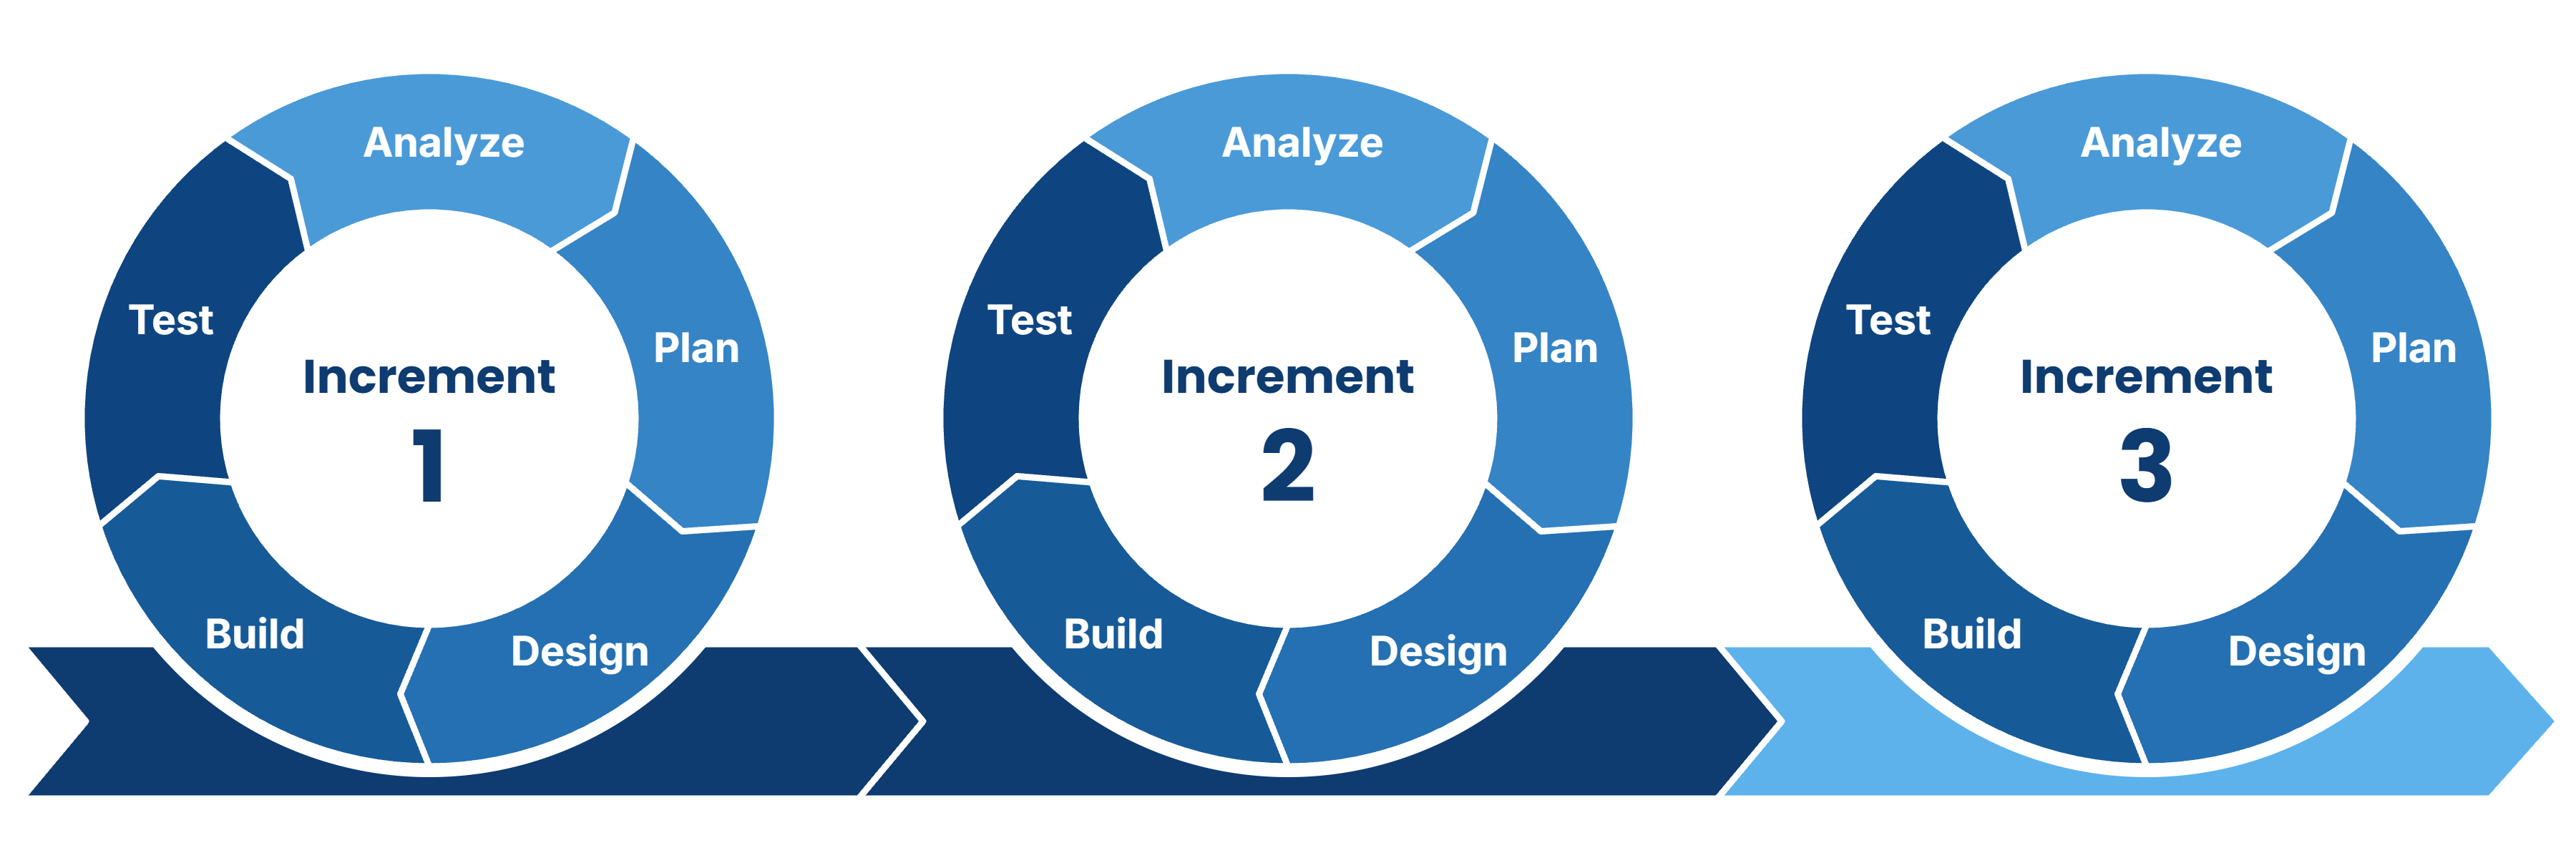 Analyze
Plan
Design
Build
Test
Increment
1
Analyze
Plan
Design
Build
Test
Increment
2
Analyze
Plan
Design
Build
Test
Increment
3